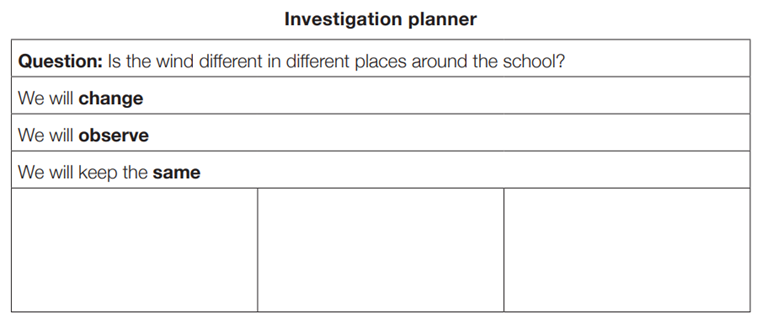 Investigation planner
Question: Is the wind different in different places around the school?
We will change
We will observe
We will keep the same